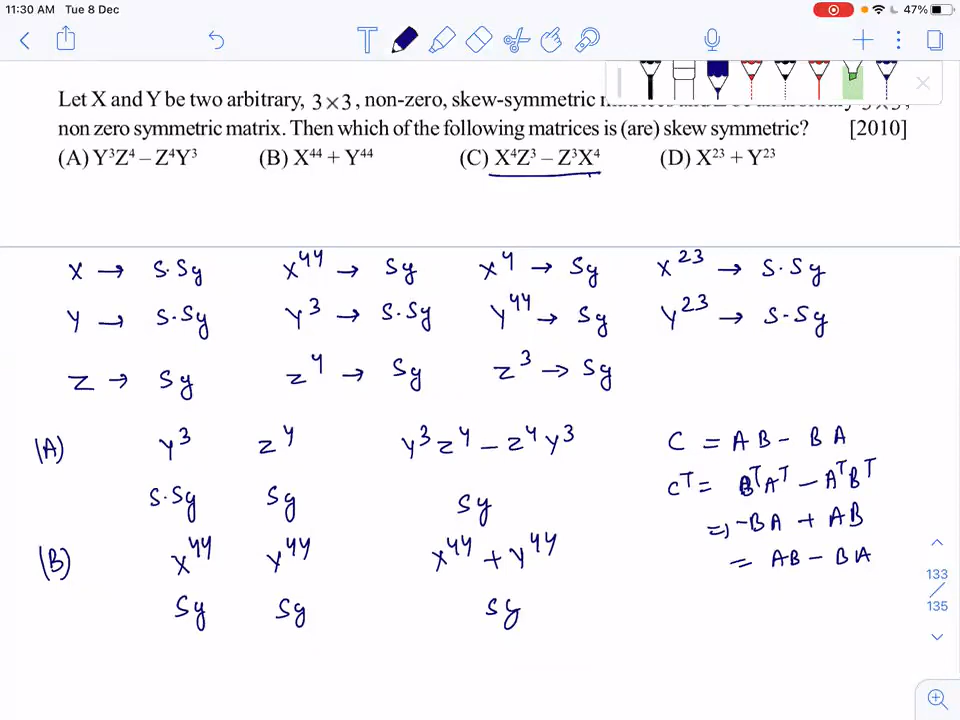 11:30 AM Tue 8 Dec
47%
T
Let X and Y be two arbitrary, 3×3, non-zero, skew-symmetric 3×3,
non zero symmetric matrix. Then which of the following matrices is (are) skew symmetric? [2010]
(A) Y³Z⁴ – Z⁴Y³ (B) X⁴⁴ + Y⁴⁴ (C) X⁴Z³ – Z³X⁴ (D) X²³ + Y²³
X → S.Sy X⁴⁴ → Sy X⁴ → Sy X²³ → S.Sy
Y → S.Sy Y³ → S.Sy Y⁴⁴ → Sy Y²³ → S.Sy
Z → Sy Z⁴ → Sy Z³ → Sy
(A) Y³ Z⁴ Y³Z⁴ – Z⁴Y³ C = AB – BA
S.Sy Sy Sy Cᵀ = BᵀAᵀ – AᵀBᵀ
⇒ –BA + AB
(B) X⁴⁴ Y⁴⁴ X⁴⁴ + Y⁴⁴ = AB – BA
Sy Sy Sy
133
135